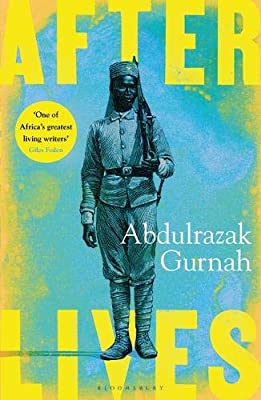 AFTER
'One of
Africa's greatest
living writers'
Giles Foden
Abdulrazak
Gurnah
LIVES
BLOOMSBURY